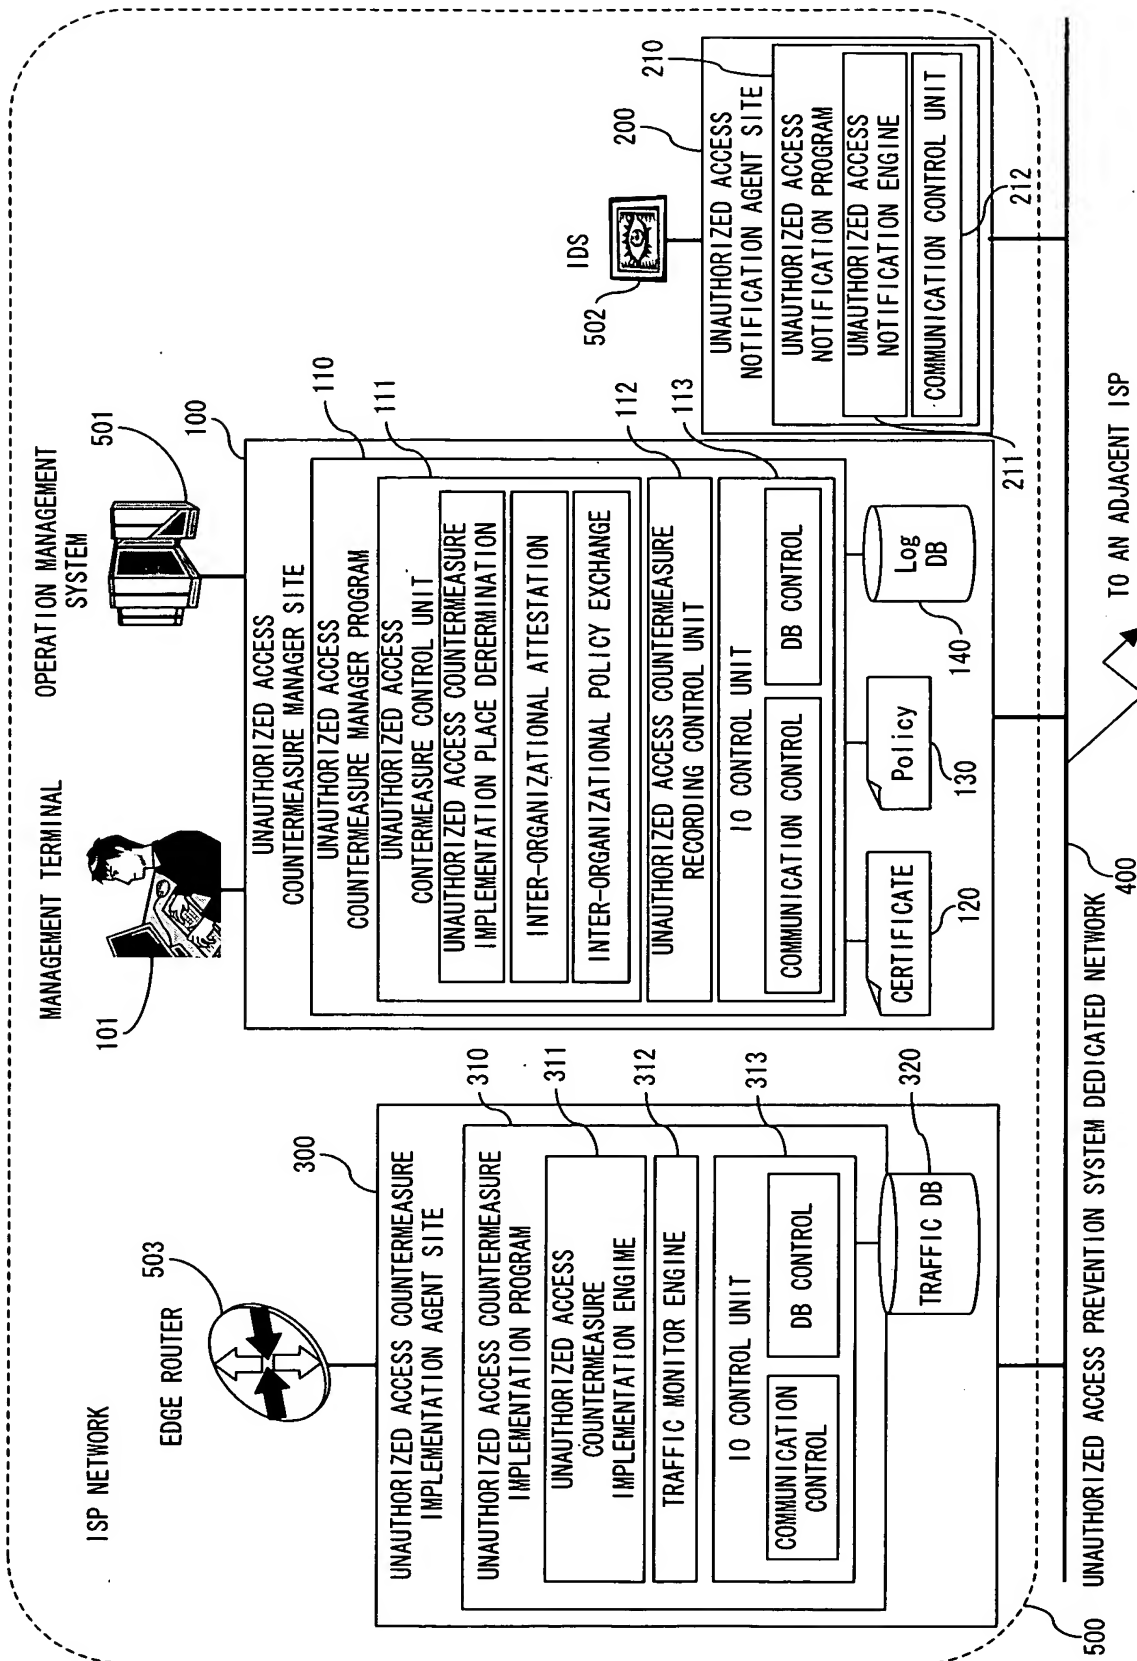 ISP NETWORK
EDGE ROUTER
503
300
UNAUTHORIZED ACCESS COUNTERMEASURE
IMPLEMENTATION AGENT SITE
310
UNAUTHORIZED ACCESS COUNTERMEASURE
IMPLEMENTATION PROGRAM
311
UNAUTHORIZED ACCESS
COUNTERMEASURE
IMPLEMENTATION ENGIME
312
TRAFFIC MONITOR ENGINE
313
IO CONTROL UNIT
COMMUNICATION
CONTROL
DB CONTROL
320
TRAFFIC DB
MANAGEMENT TERMINAL
101
OPERATION MANAGEMENT
SYSTEM
501
100
UNAUTHORIZED ACCESS
COUNTERMEASURE MANAGER SITE
110
UNAUTHORIZED ACCESS
COUNTERMEASURE MANAGER PROGRAM
111
UNAUTHORIZED ACCESS
CONTERMEASURE CONTROL UNIT
UNAUTHORIZED ACCESS COUNTERMEASURE
IMPLEMENTATION PLACE DERERMINATION
INTER-ORGANIZATIONAL ATTESTATION
INTER-ORGANIZATIONAL POLICY EXCHANGE
112
UNAUTHORIZED ACCESS COUNTERMEASURE
RECORDING CONTROL UNIT
113
IO CONTROL UNIT
COMMUNICATION CONTROL
DB CONTROL
CERTIFICATE
120
Policy
130
Log
DB
140
IDS
502
200
UNAUTHORIZED ACCESS
NOTIFICATION AGENT SITE
210
UNAUTHORIZED ACCESS
NOTIFICATION PROGRAM
UMAUTHORIZED ACCESS
NOTIFICATION ENGINE
211
COMMUNICATION CONTROL UNIT
212
500
UNAUTHORIZED ACCESS PREVENTION SYSTEM DEDICATED NETWORK
400
TO AN ADJACENT ISP